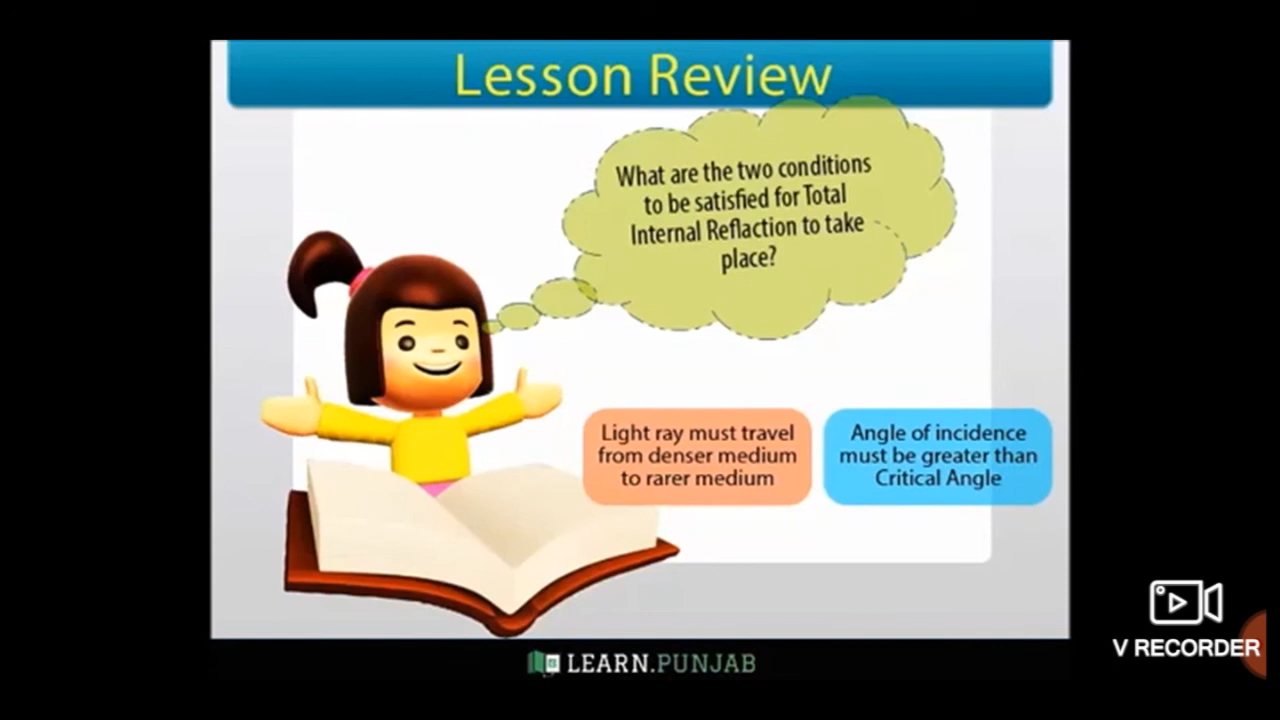 Lesson Review
What are the two conditions
to be satisfied for Total
Internal Reflaction to take
place?
Light ray must travel
from denser medium
to rarer medium
Angle of incidence
must be greater than
Critical Angle
LEARN.PUNJAB
V RECORDER